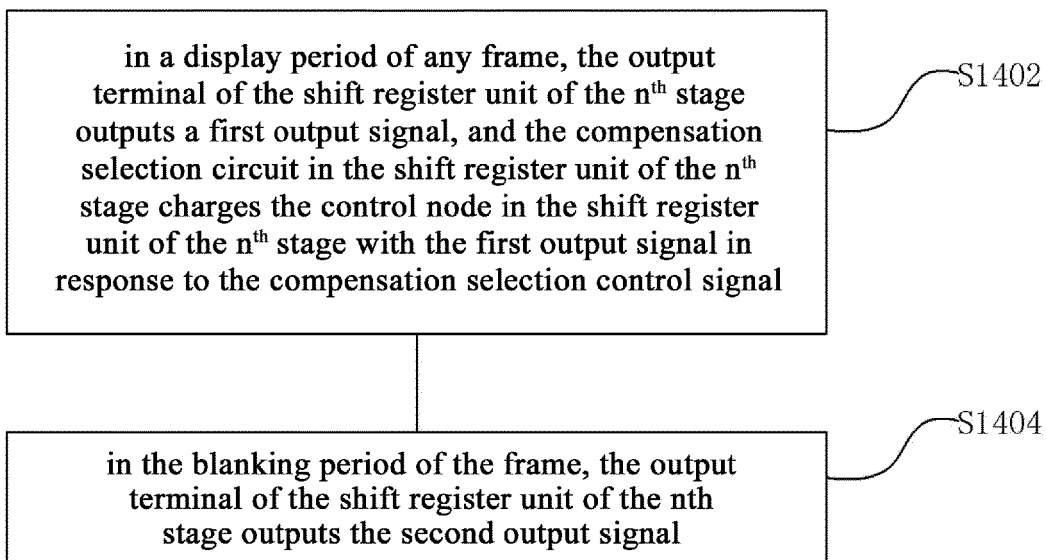 in a display period of any frame, the output
terminal of the shift register unit of the nth stage
outputs a first output signal, and the compensation
selection circuit in the shift register unit of the nth
stage charges the control node in the shift register
unit of the nth stage with the first output signal in
response to the compensation selection control signal
S1402
in the blanking period of the frame, the output
terminal of the shift register unit of the nth
stage outputs the second output signal
S1404